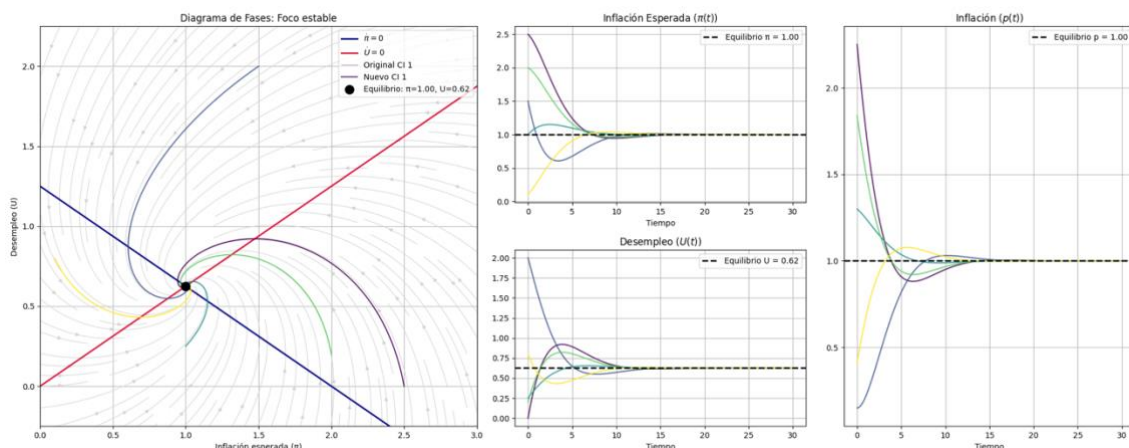 Diagrama de Fases: Foco estable
π̇ = 0
U̇ = 0
Original CI 1
Nuevo CI 1
Equilibrio: π=1.00, U=0.62
Desempleo (U)
2.0
1.5
1.0
0.5
0.0
0.0 0.5 1.0 1.5 2.0 2.5 3.0
Inflación esperada (π)
Inflación Esperada (π(t))
Equilibrio π = 1.00
2.5
2.0
1.5
1.0
0.5
0.0
0 5 10 15 20 25 30
Tiempo
Desempleo (U(t))
Equilibrio U = 0.62
2.00
1.75
1.50
1.25
1.00
0.75
0.50
0.25
0.00
0 5 10 15 20 25 30
Tiempo
Inflación (p(t))
Equilibrio p = 1.00
2.0
1.5
1.0
0.5
0 5 10 15 20 25 30
Tiempo